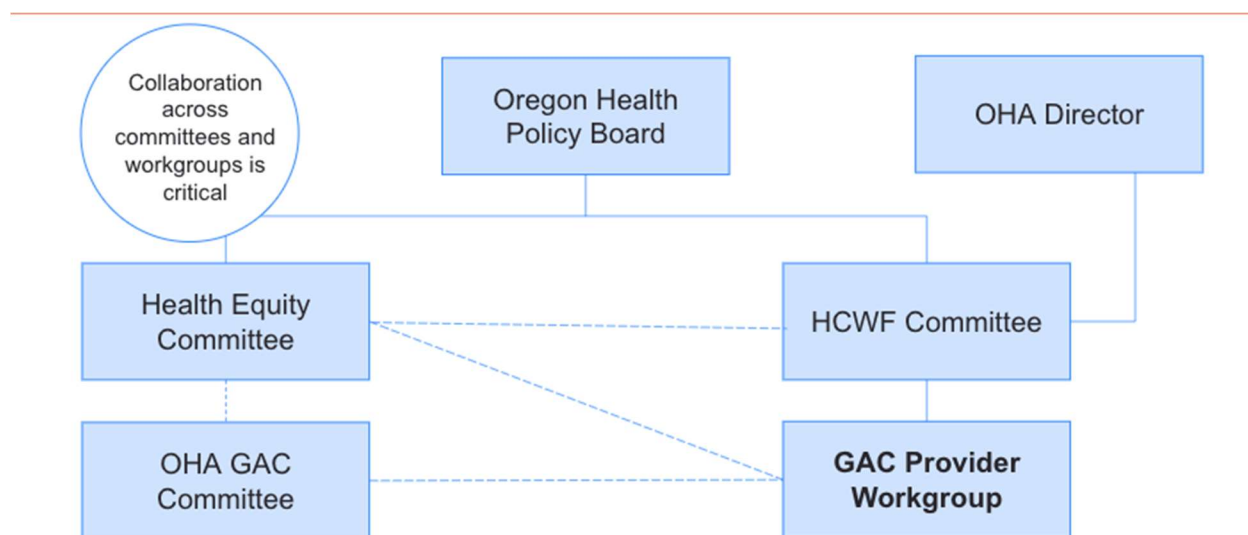 Collaboration
across
committees and
workgroups is
critical
Oregon Health
Policy Board
OHA Director
Health Equity
Committee
HCWF Committee
OHA GAC
Committee
GAC Provider
Workgroup